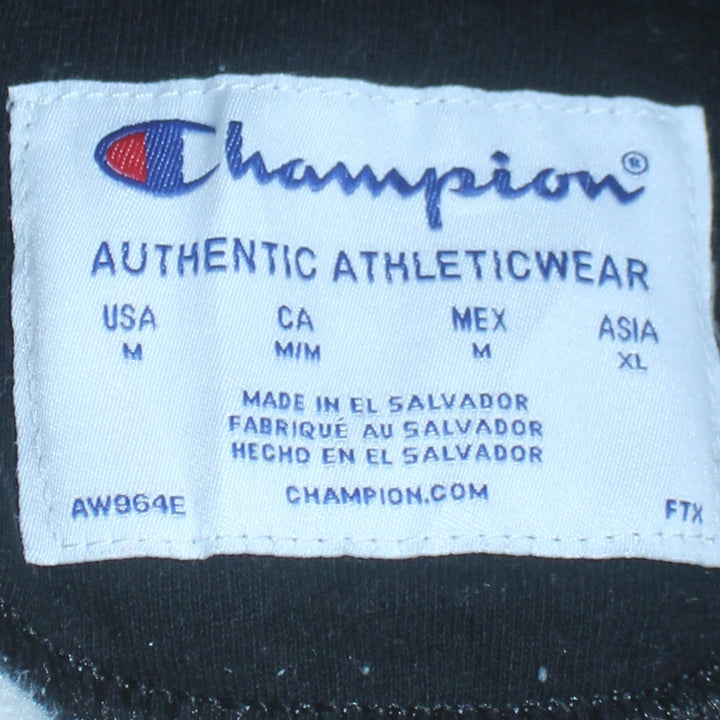 Champion®
AUTHENTIC ATHLETICWEAR
USA CA MEX ASIA
M M/M M XL
MADE IN EL SALVADOR
FABRIQUÉ AU SALVADOR
HECHO EN EL SALVADOR
CHAMPION.COM
AW964E FTX